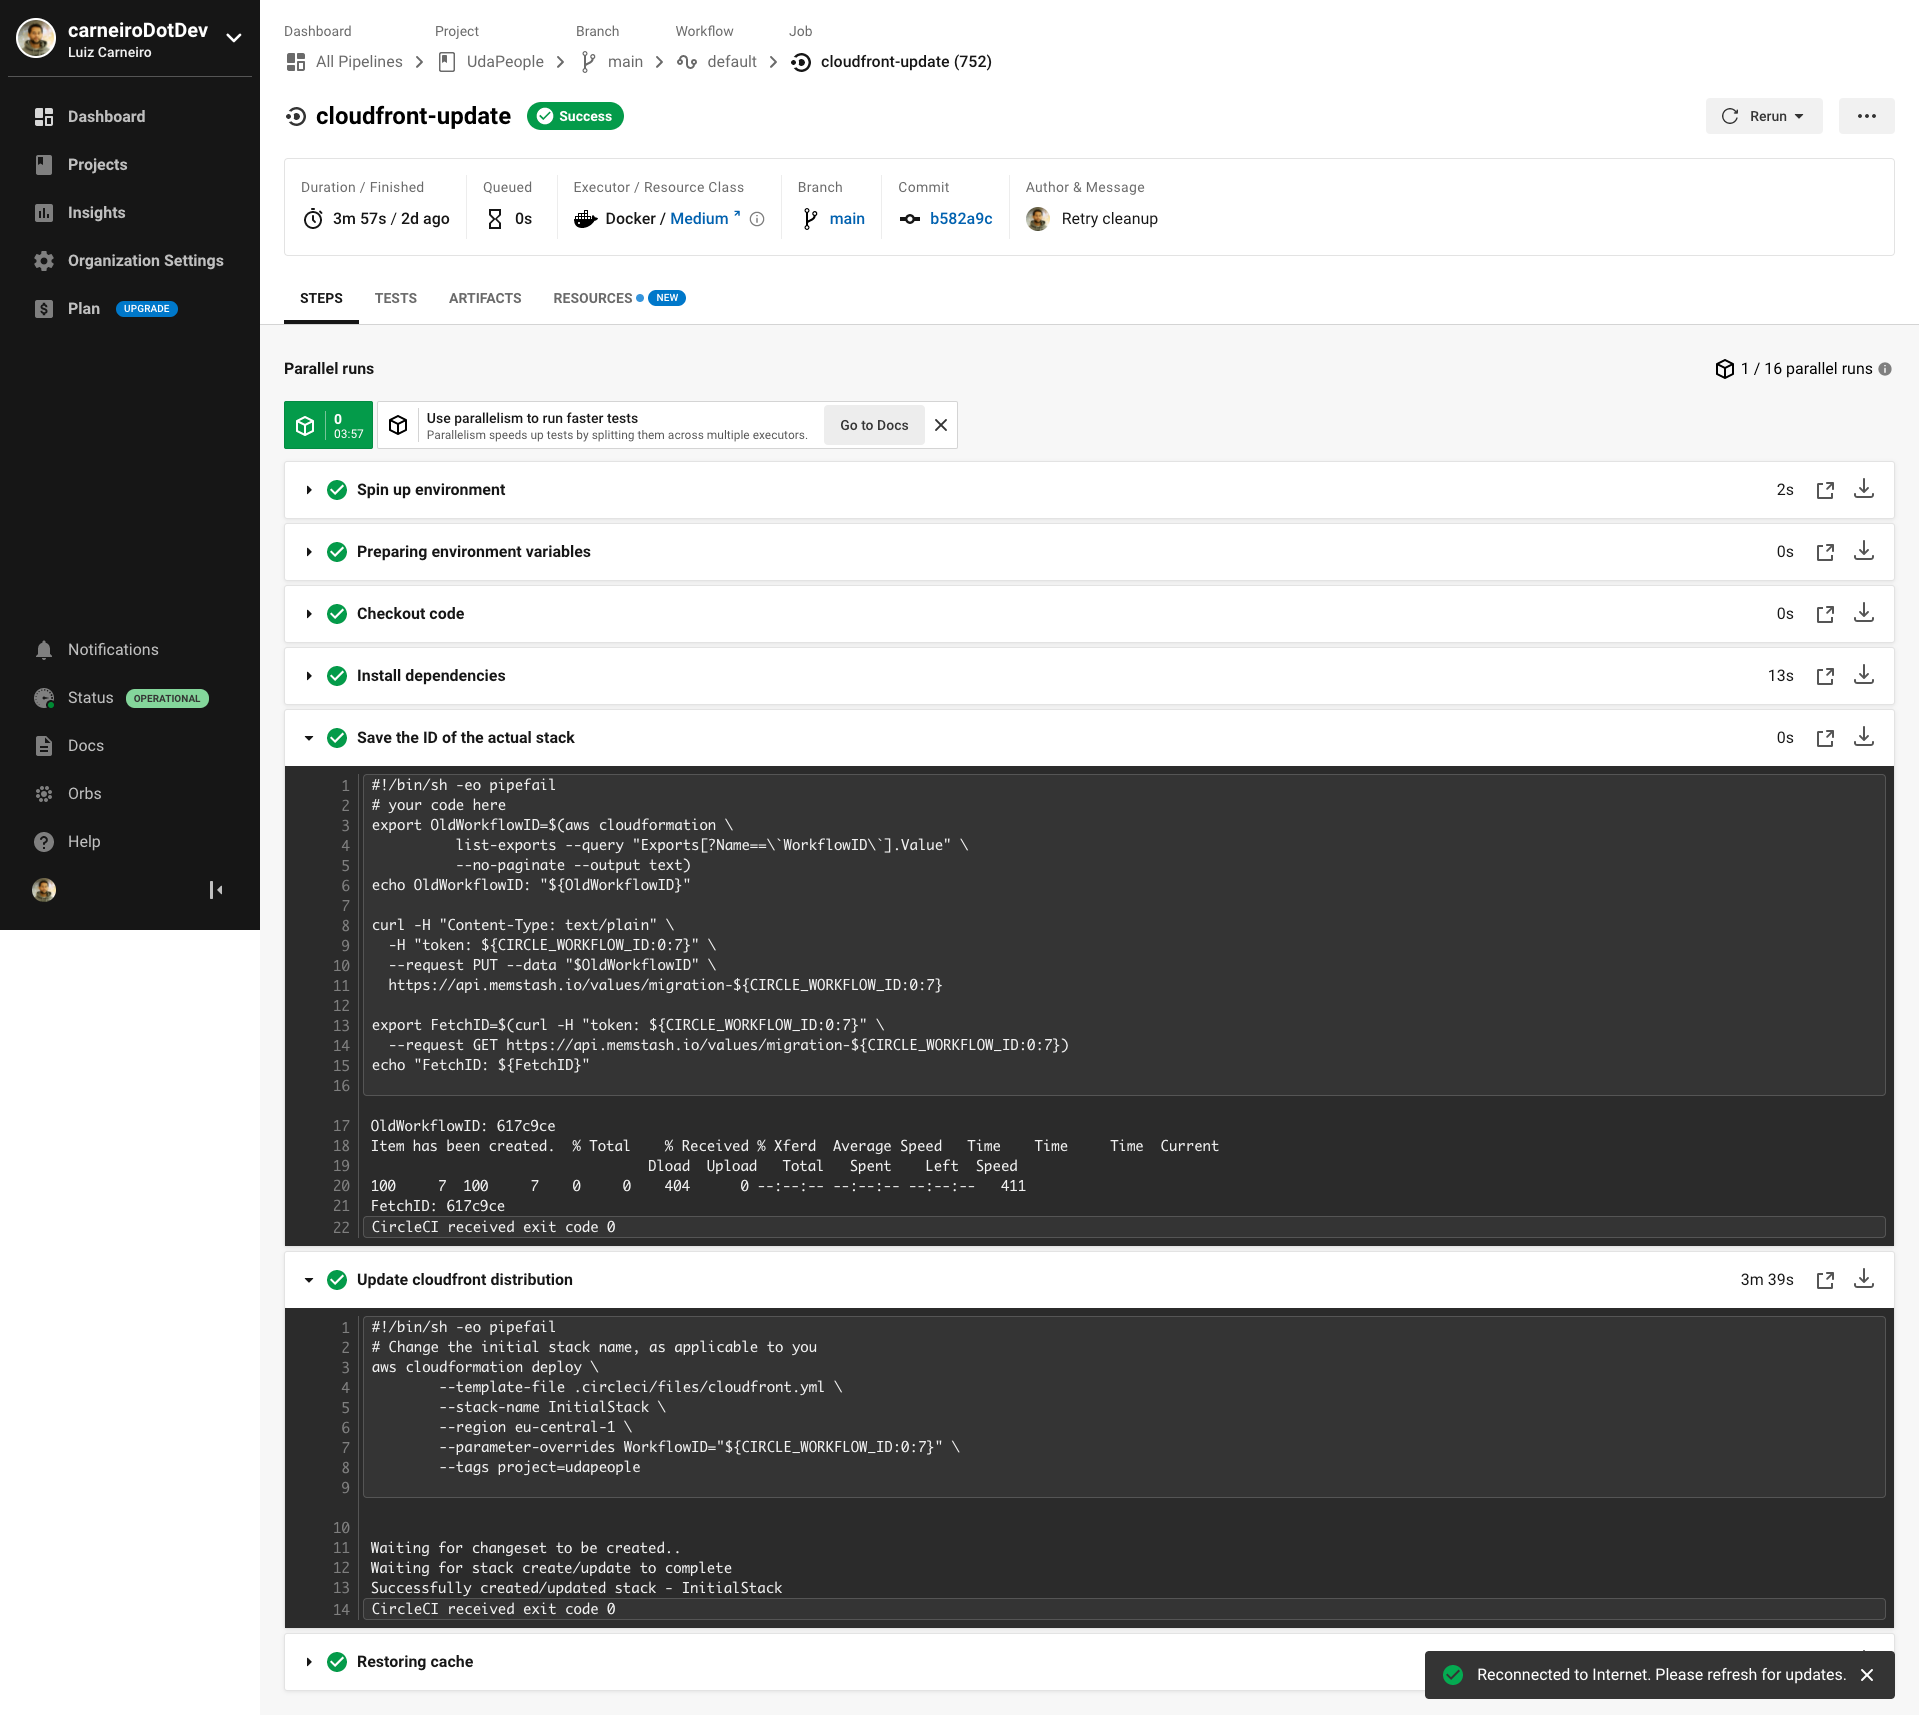 carneiroDotDev
Luiz Carneiro
Dashboard
Projects
Insights
Organization Settings
Plan UPGRADE
Notifications
Status OPERATIONAL
Docs
Orbs
Help
Dashboard Project Branch Workflow Job
All Pipelines UdaPeople main default cloudfront-update (752)
cloudfront-update Success
Rerun
Duration / Finished Queued Executor / Resource Class Branch Commit Author & Message
3m 57s / 2d ago 0s Docker / Medium main b582a9c Retry cleanup
STEPS TESTS ARTIFACTS RESOURCES NEW
Parallel runs
1 / 16 parallel runs
0
03:57
Use parallelism to run faster tests
Parallelism speeds up tests by splitting them across multiple executors.
Go to Docs
Spin up environment 2s
Preparing environment variables 0s
Checkout code 0s
Install dependencies 13s
Save the ID of the actual stack 0s
1 #!/bin/sh -eo pipefail
2 # your code here
3 export OldWorkflowID=$(aws cloudformation \
4           list-exports --query "Exports[?Name==\`WorkflowID\`].Value" \
5           --no-paginate --output text)
6 echo OldWorkflowID: "${OldWorkflowID}"
7
8 curl -H "Content-Type: text/plain" \
9   -H "token: ${CIRCLE_WORKFLOW_ID:0:7}" \
10   --request PUT --data "$OldWorkflowID" \
11   https://api.memstash.io/values/migration-${CIRCLE_WORKFLOW_ID:0:7}
12
13 export FetchID=$(curl -H "token: ${CIRCLE_WORKFLOW_ID:0:7}" \
14   --request GET https://api.memstash.io/values/migration-${CIRCLE_WORKFLOW_ID:0:7})
15 echo "FetchID: ${FetchID}"
16
17 OldWorkflowID: 617c9ce
18 Item has been created.  % Total    % Received % Xferd  Average Speed   Time    Time     Time  Current
19                                  Dload  Upload   Total   Spent    Left  Speed
20 100     7  100     7    0     0    404      0 --:--:-- --:--:-- --:--:--   411
21 FetchID: 617c9ce
22 CircleCI received exit code 0
Update cloudfront distribution 3m 39s
1 #!/bin/sh -eo pipefail
2 # Change the initial stack name, as applicable to you
3 aws cloudformation deploy \
4         --template-file .circleci/files/cloudfront.yml \
5         --stack-name InitialStack \
6         --region eu-central-1 \
7         --parameter-overrides WorkflowID="${CIRCLE_WORKFLOW_ID:0:7}" \
8         --tags project=udapeople
9
10
11 Waiting for changeset to be created..
12 Waiting for stack create/update to complete
13 Successfully created/updated stack - InitialStack
14 CircleCI received exit code 0
Restoring cache
Reconnected to Internet. Please refresh for updates.